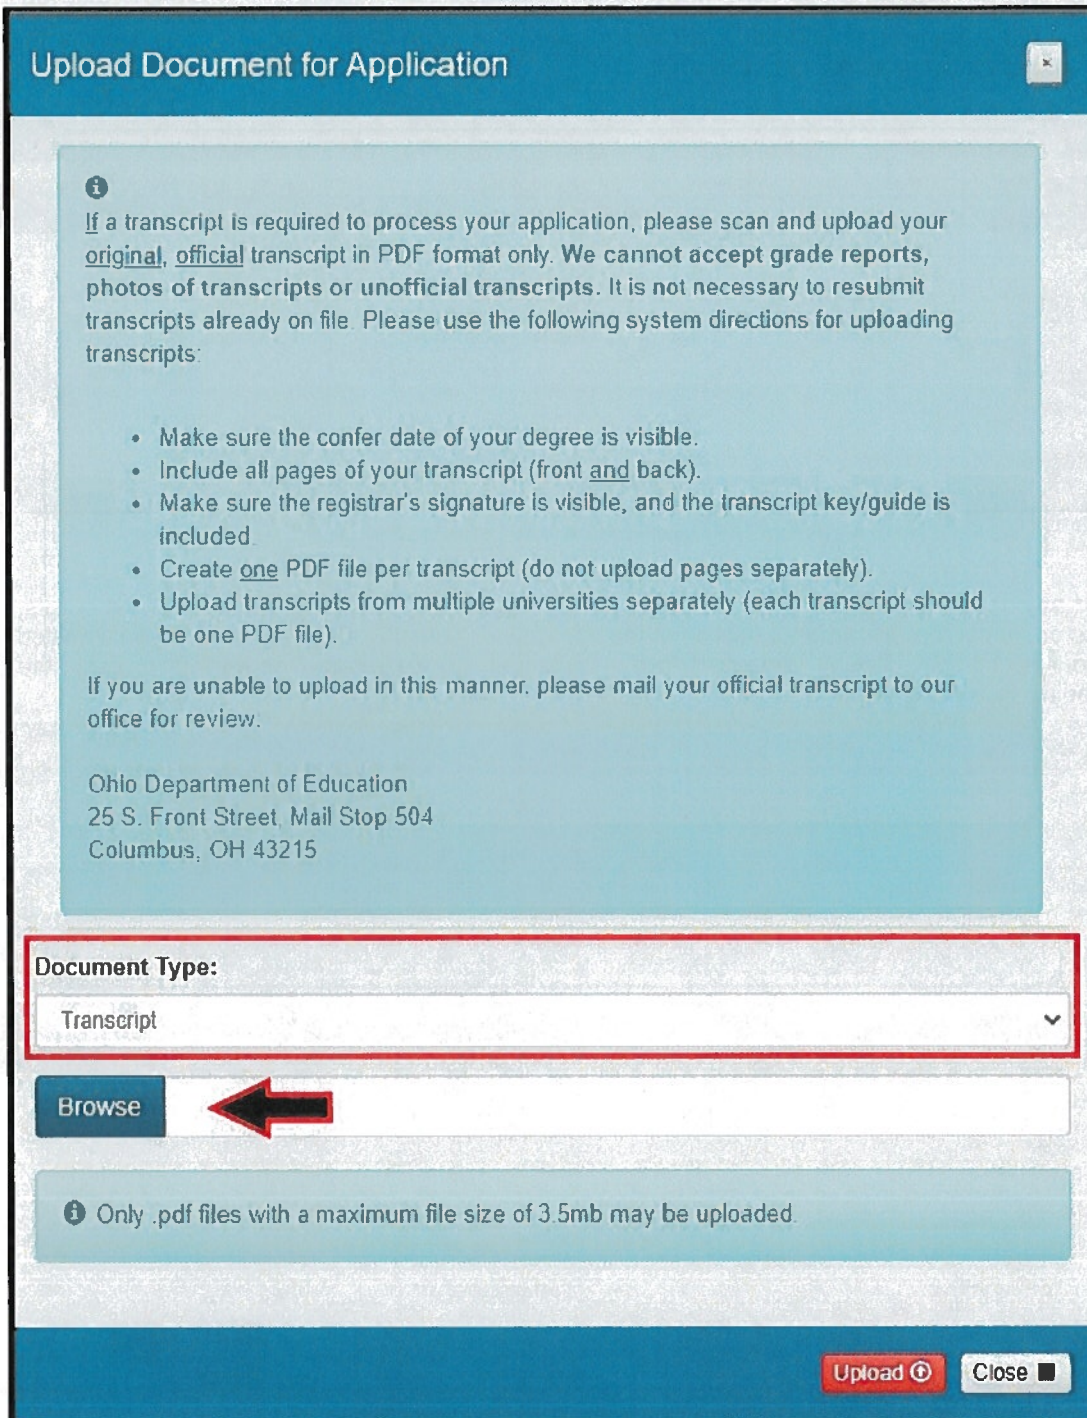 Upload Document for Application
If a transcript is required to process your application, please scan and upload your
original, official transcript in PDF format only. We cannot accept grade reports,
photos of transcripts or unofficial transcripts. It is not necessary to resubmit
transcripts already on file. Please use the following system directions for uploading
transcripts:
• Make sure the confer date of your degree is visible.
• Include all pages of your transcript (front and back).
• Make sure the registrar's signature is visible, and the transcript key/guide is
included.
• Create one PDF file per transcript (do not upload pages separately).
• Upload transcripts from multiple universities separately (each transcript should
be one PDF file).
If you are unable to upload in this manner, please mail your official transcript to our
office for review.
Ohio Department of Education
25 S. Front Street, Mail Stop 504
Columbus, OH 43215
Document Type:
Transcript
Browse
Only .pdf files with a maximum file size of 3.5mb may be uploaded.
Upload
Close